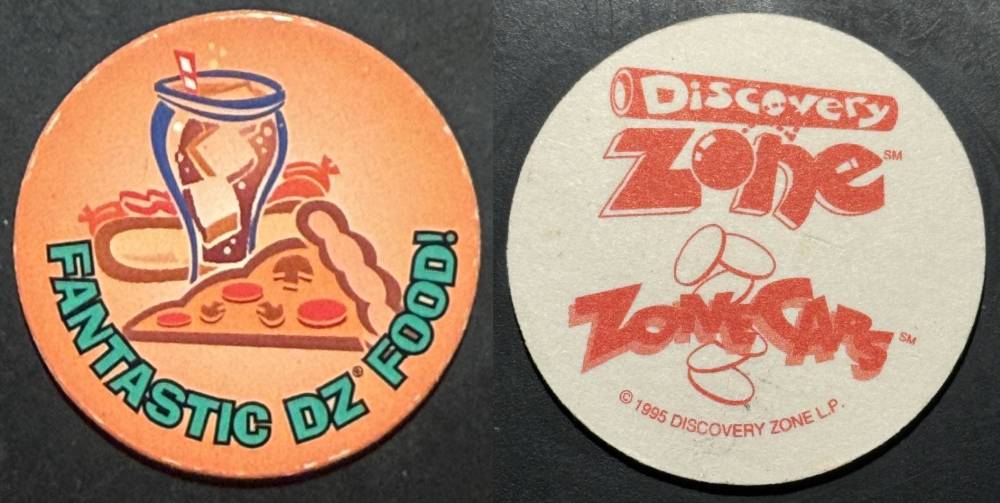 FANTASTIC DZ® FOOD!
Discovery
Zone℠
ZONECAPS℠
© 1995 DISCOVERY ZONE L.P.